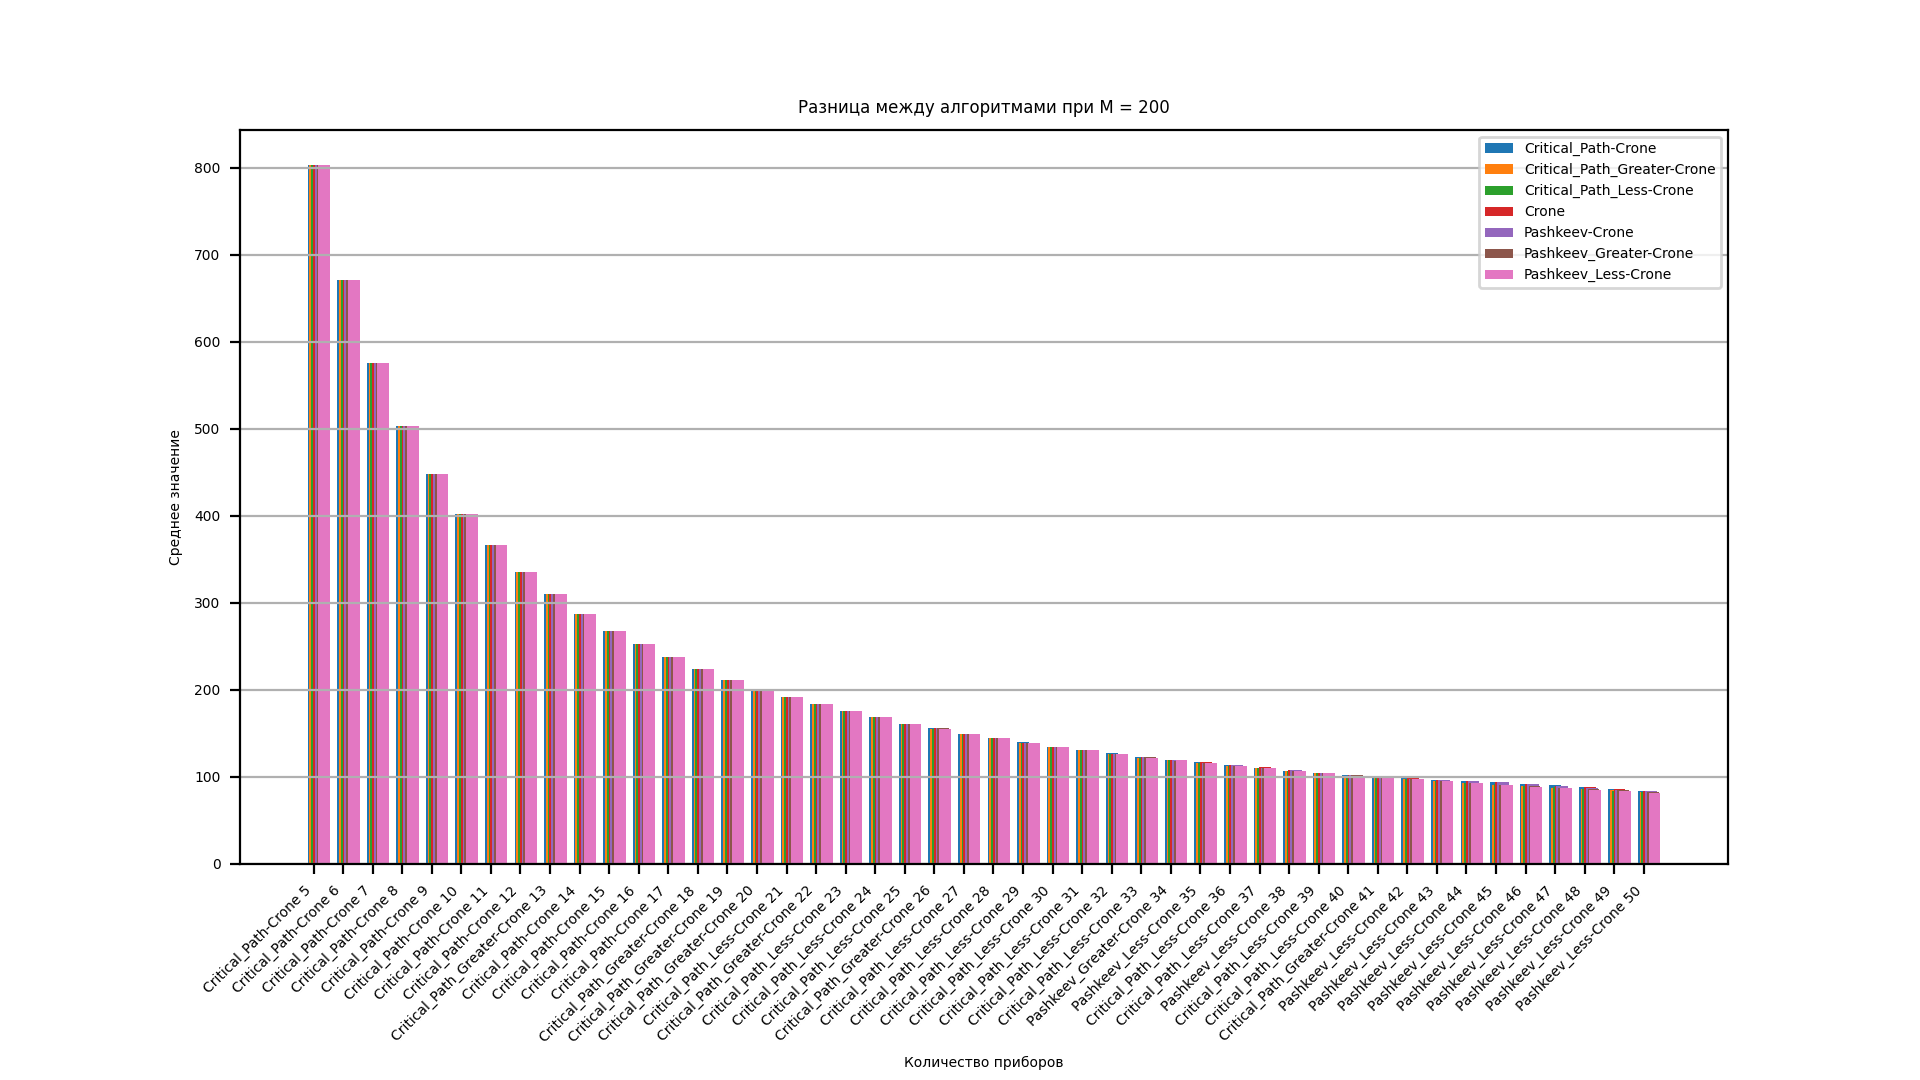 Разница между алгоритмами при M = 200
Critical_Path-Crone
Critical_Path_Greater-Crone
Critical_Path_Less-Crone
Crone
Pashkeev-Crone
Pashkeev_Greater-Crone
Pashkeev_Less-Crone
800
700
600
500
400
300
200
100
0
Среднее значение
Critical_Path-Crone 5
Critical_Path-Crone 6
Critical_Path-Crone 7
Critical_Path-Crone 8
Critical_Path-Crone 9
Critical_Path-Crone 10
Critical_Path-Crone 11
Critical_Path-Crone 12
Critical_Path_Greater-Crone 13
Critical_Path-Crone 14
Critical_Path-Crone 15
Critical_Path-Crone 16
Critical_Path-Crone 17
Critical_Path_Greater-Crone 18
Critical_Path_Greater-Crone 19
Critical_Path_Greater-Crone 20
Critical_Path_Less-Crone 21
Critical_Path_Greater-Crone 22
Critical_Path_Less-Crone 23
Critical_Path_Less-Crone 24
Critical_Path_Less-Crone 25
Critical_Path_Greater-Crone 26
Critical_Path_Less-Crone 27
Critical_Path_Less-Crone 28
Critical_Path_Less-Crone 29
Critical_Path_Less-Crone 30
Critical_Path_Less-Crone 31
Critical_Path_Less-Crone 32
Critical_Path_Less-Crone 33
Pashkeev_Greater-Crone 34
Pashkeev_Less-Crone 35
Critical_Path_Less-Crone 36
Critical_Path_Less-Crone 37
Pashkeev_Less-Crone 38
Critical_Path_Less-Crone 39
Critical_Path_Less-Crone 40
Critical_Path_Greater-Crone 41
Pashkeev_Less-Crone 42
Pashkeev_Less-Crone 43
Pashkeev_Less-Crone 44
Pashkeev_Less-Crone 45
Pashkeev_Less-Crone 46
Pashkeev_Less-Crone 47
Pashkeev_Less-Crone 48
Pashkeev_Less-Crone 49
Pashkeev_Less-Crone 50
Количество приборов